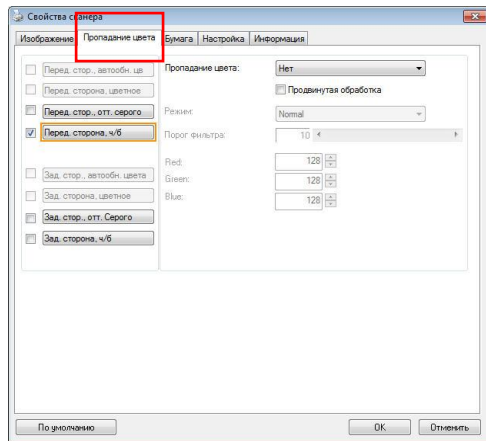 Свойства сканера
Изображение Пропадание цвета Бумага Настройка Информация
Перед. стор., автообн. цв
Перед. сторона, цветное
Перед. стор., отт. серого
Перед. сторона, ч/б
Зад. стор., автообн. цвета
Зад. сторона, цветное
Зад. стор., отт. Серого
Зад. сторона, ч/б
Пропадание цвета: Нет
Продвинутая обработка
Режим: Normal
Порог фильтра: 10
Red: 128
Green: 128
Blue: 128
По умолчанию OK Отменить